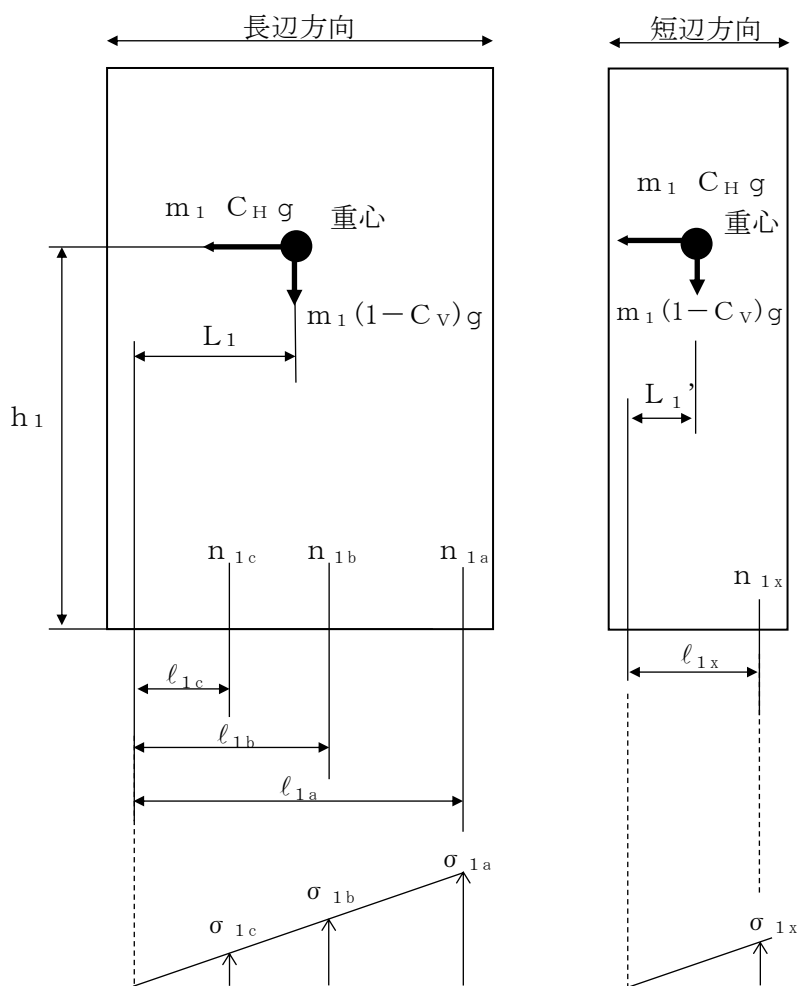 長辺方向
短辺方向
m₁ C_H g
重心
m₁(1－C_V)g
L₁
h₁
n₁c
n₁b
n₁a
ℓ₁c
ℓ₁b
ℓ₁a
σ₁c
σ₁b
σ₁a
m₁ C_H g
重心
m₁(1－C_V)g
L₁’
n₁x
ℓ₁x
σ₁x